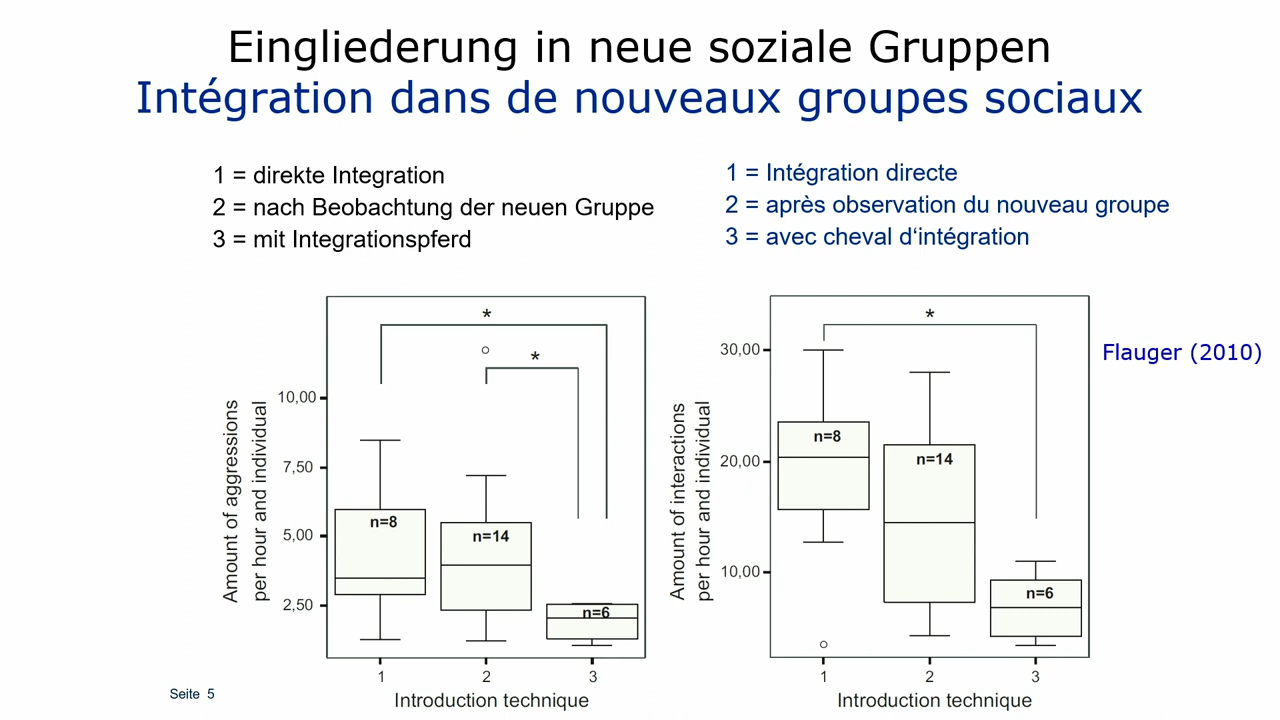 Eingliederung in neue soziale Gruppen
Intégration dans de nouveaux groupes sociaux
1 = direkte Integration
2 = nach Beobachtung der neuen Gruppe
3 = mit Integrationspferd
1 = Intégration directe
2 = après observation du nouveau groupe
3 = avec cheval d‘intégration
Amount of aggressions
per hour and individual
10,00
7,50
5,00
2,50
*
*
n=8
n=14
n=6
1 2 3
Introduction technique
Amount of interactions
per hour and individual
30,00
20,00
10,00
*
n=8
n=14
n=6
1 2 3
Introduction technique
Flauger (2010)
Seite 5